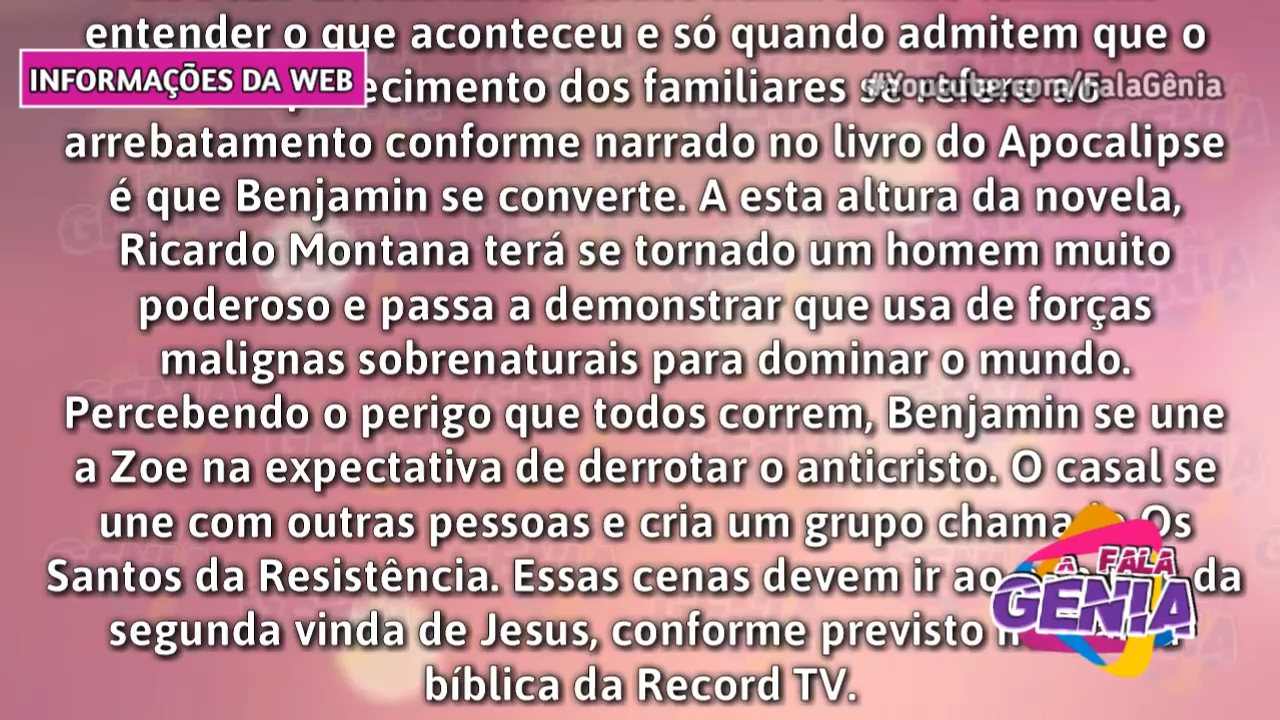 entender o que aconteceu e só quando admitem que o
INFORMAÇÕES DA WEB
dos familiares se refere ao
#Youtube.com/FalaGênia
arrebatamento conforme narrado no livro do Apocalipse
é que Benjamin se converte. A esta altura da novela,
Ricardo Montana terá se tornado um homem muito
poderoso e passa a demonstrar que usa de forças
malignas sobrenaturais para dominar o mundo.
Percebendo o perigo que todos correm, Benjamin se une
a Zoe na expectativa de derrotar o anticristo. O casal se
une com outras pessoas e cria um grupo Os
Santos da Resistência. Essas cenas devem ir ao da
segunda vinda de Jesus, conforme previsto
bíblica da Record TV.
Ô FALA
GÊNIA